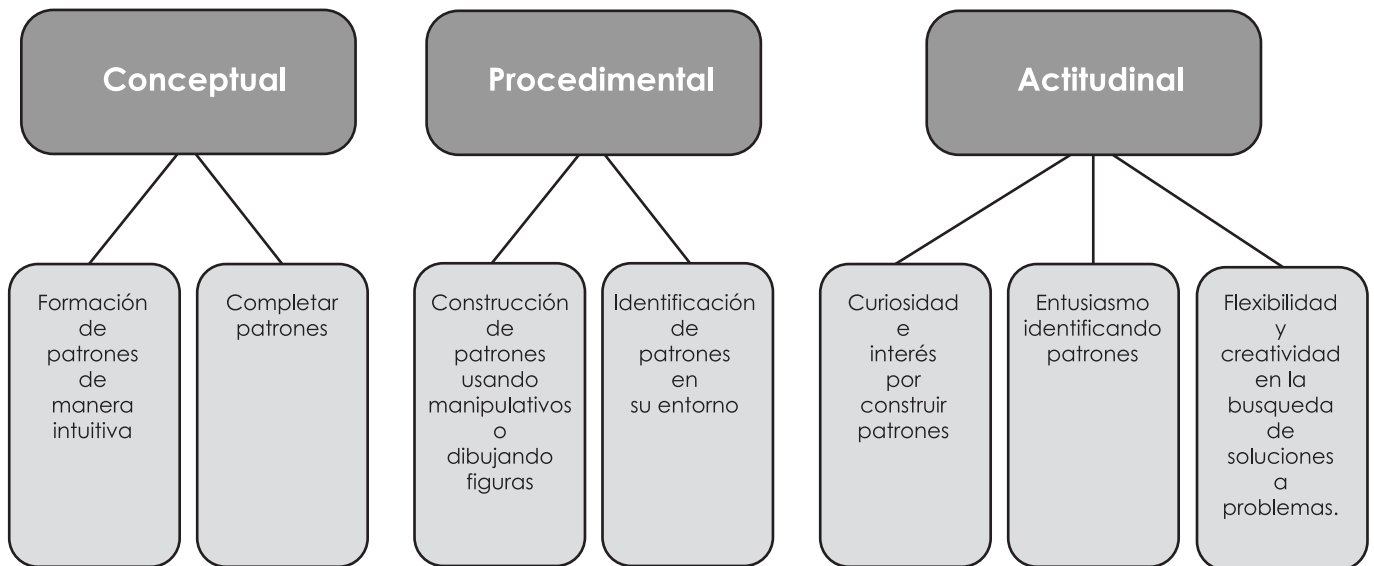 Conceptual
Procedimental
Actitudinal
Formación
de
patrones
de
manera
intuitiva
Completar
patrones
Construcción
de
patrones
usando
manipulativos
o
dibujando
figuras
Identificación
de
patrones
en
su entorno
Curiosidad
e
interés
por
construir
patrones
Entusiasmo
identificando
patrones
Flexibilidad
y
creatividad
en la
busqueda
de
soluciones
a
problemas.